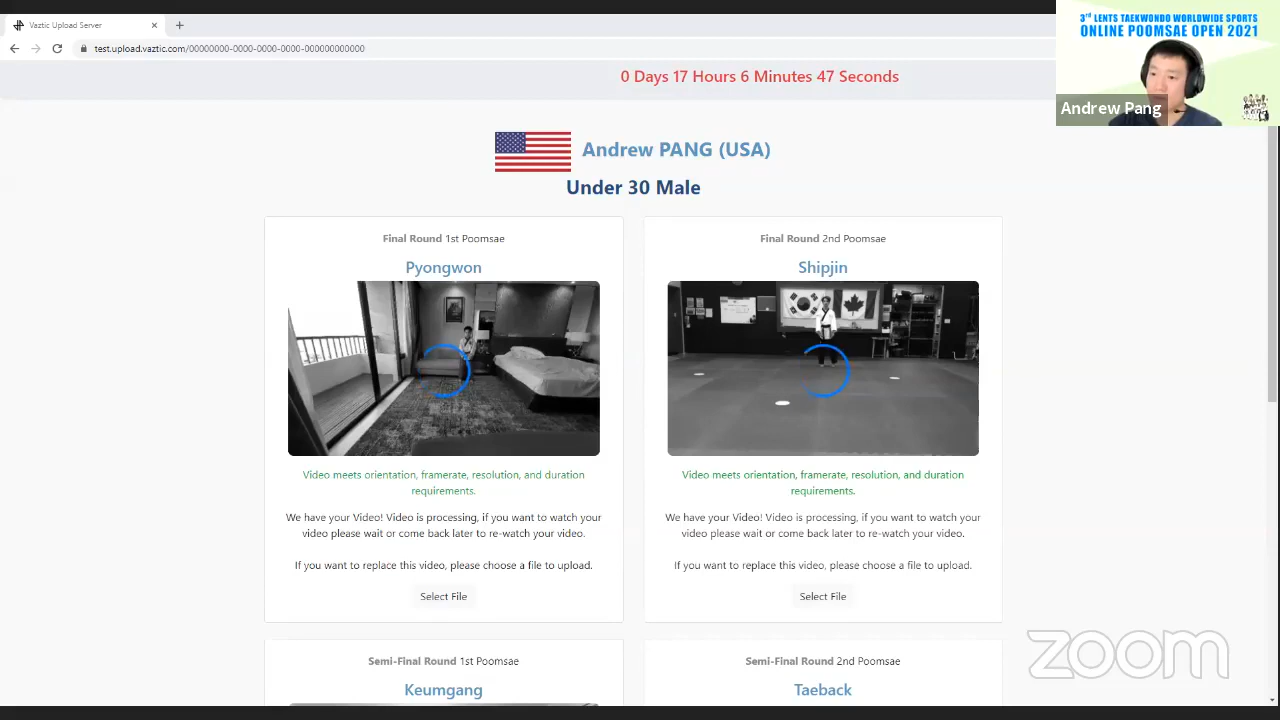 Vaztic Upload Server
test.upload.vaztic.com/00000000-0000-0000-0000-000000000000
0 Days 17 Hours 6 Minutes 47 Seconds
3rd LENTS TAEKWONDO WORLDWIDE SPORTS
ONLINE POOMSAE OPEN 2021
Andrew Pang
Andrew PANG (USA)
Under 30 Male
Final Round 1st Poomsae
Pyongwon
Video meets orientation, framerate, resolution, and duration
requirements.
We have your Video! Video is processing, if you want to watch your
video please wait or come back later to re-watch your video.
If you want to replace this video, please choose a file to upload.
Select File
Final Round 2nd Poomsae
Shipjin
Video meets orientation, framerate, resolution, and duration
requirements.
We have your Video! Video is processing, if you want to watch your
video please wait or come back later to re-watch your video.
If you want to replace this video, please choose a file to upload.
Select File
Semi-Final Round 1st Poomsae
Keumgang
Semi-Final Round 2nd Poomsae
Taeback
zoom